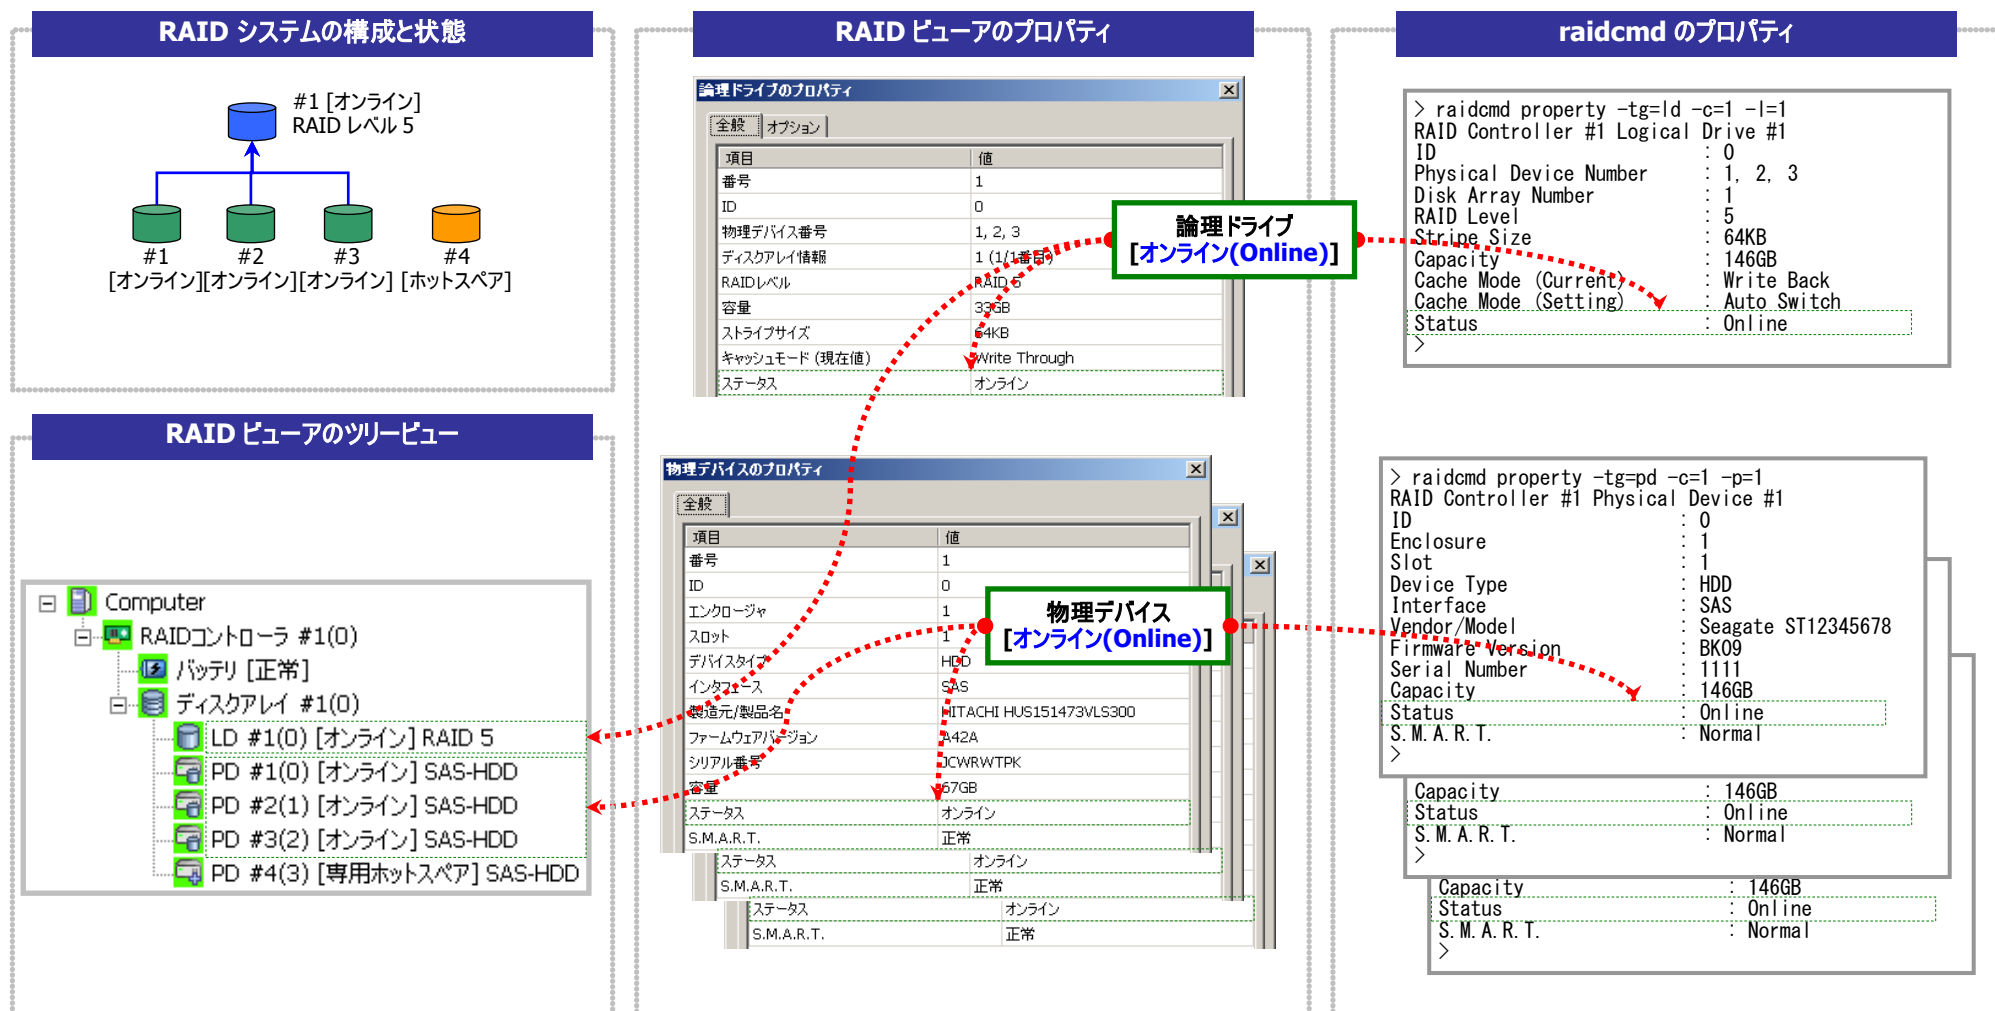 RAID システムの構成と状態
#1 [オンライン]
RAID レベル 5
#1 #2 #3 #4
[オンライン][オンライン][オンライン] [ホットスペア]
RAID ビューアのツリービュー
Computer
RAIDコントローラ #1(0)
バッテリ [正常]
ディスクアレイ #1(0)
LD #1(0) [オンライン] RAID 5
PD #1(0) [オンライン] SAS-HDD
PD #2(1) [オンライン] SAS-HDD
PD #3(2) [オンライン] SAS-HDD
PD #4(3) [専用ホットスペア] SAS-HDD
RAID ビューアのプロパティ
論理ドライブのプロパティ
全般 オプション
項目 値
番号 1
ID 0
物理デバイス番号 1, 2, 3
ディスクアレイ情報 1 (1/1番目)
RAIDレベル RAID 5
容量 33GB
ストライプサイズ 64KB
キャッシュモード (現在値) Write Through
ステータス オンライン
論理ドライブ
[オンライン(Online)]
物理デバイスのプロパティ
全般
項目 値
番号 1
ID 0
エンクロージャ 1
スロット 1
デバイスタイプ HDD
インタフェース SAS
製造元/製品名 HITACHI HUS151473VLS300
ファームウェアバージョン A42A
シリアル番号 JCWRWTPK
容量 67GB
ステータス オンライン
S.M.A.R.T. 正常
ステータス オンライン
S.M.A.R.T. 正常
ステータス オンライン
S.M.A.R.T. 正常
物理デバイス
[オンライン(Online)]
raidcmd のプロパティ
> raidcmd property -tg=ld -c=1 -l=1
RAID Controller #1 Logical Drive #1
ID : 0
Physical Device Number : 1, 2, 3
Disk Array Number : 1
RAID Level : 5
Stripe Size : 64KB
Capacity : 146GB
Cache Mode (Current) : Write Back
Cache Mode (Setting) : Auto Switch
Status : Online
>
> raidcmd property -tg=pd -c=1 -p=1
RAID Controller #1 Physical Device #1
ID : 0
Enclosure : 1
Slot : 1
Device Type : HDD
Interface : SAS
Vendor/Model : Seagate ST12345678
Firmware Version : BK09
Serial Number : 1111
Capacity : 146GB
Status : Online
S.M.A.R.T. : Normal
>
Capacity : 146GB
Status : Online
S.M.A.R.T. : Normal
>
Capacity : 146GB
Status : Online
S.M.A.R.T. : Normal
>